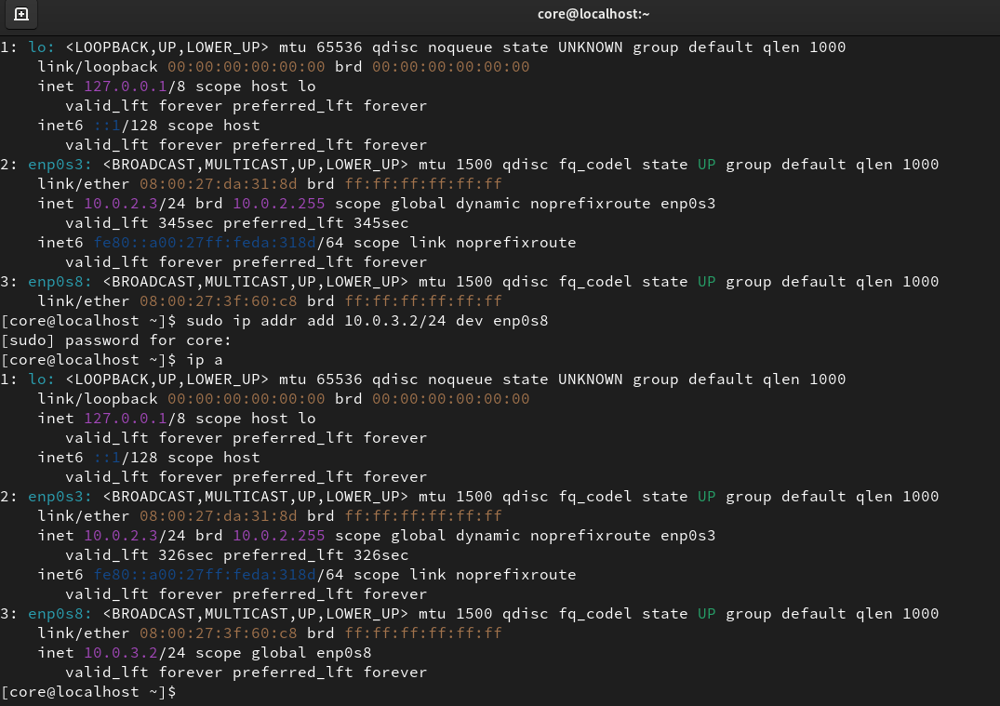 core@localhost:~
1: lo: <LOOPBACK,UP,LOWER_UP> mtu 65536 qdisc noqueue state UNKNOWN group default qlen 1000
    link/loopback 00:00:00:00:00:00 brd 00:00:00:00:00:00
    inet 127.0.0.1/8 scope host lo
       valid_lft forever preferred_lft forever
    inet6 ::1/128 scope host
       valid_lft forever preferred_lft forever
2: enp0s3: <BROADCAST,MULTICAST,UP,LOWER_UP> mtu 1500 qdisc fq_codel state UP group default qlen 1000
    link/ether 08:00:27:da:31:8d brd ff:ff:ff:ff:ff:ff
    inet 10.0.2.3/24 brd 10.0.2.255 scope global dynamic noprefixroute enp0s3
       valid_lft 345sec preferred_lft 345sec
    inet6 fe80::a00:27ff:feda:318d/64 scope link noprefixroute
       valid_lft forever preferred_lft forever
3: enp0s8: <BROADCAST,MULTICAST,UP,LOWER_UP> mtu 1500 qdisc fq_codel state UP group default qlen 1000
    link/ether 08:00:27:3f:60:c8 brd ff:ff:ff:ff:ff:ff
[core@localhost ~]$ sudo ip addr add 10.0.3.2/24 dev enp0s8
[sudo] password for core:
[core@localhost ~]$ ip a
1: lo: <LOOPBACK,UP,LOWER_UP> mtu 65536 qdisc noqueue state UNKNOWN group default qlen 1000
    link/loopback 00:00:00:00:00:00 brd 00:00:00:00:00:00
    inet 127.0.0.1/8 scope host lo
       valid_lft forever preferred_lft forever
    inet6 ::1/128 scope host
       valid_lft forever preferred_lft forever
2: enp0s3: <BROADCAST,MULTICAST,UP,LOWER_UP> mtu 1500 qdisc fq_codel state UP group default qlen 1000
    link/ether 08:00:27:da:31:8d brd ff:ff:ff:ff:ff:ff
    inet 10.0.2.3/24 brd 10.0.2.255 scope global dynamic noprefixroute enp0s3
       valid_lft 326sec preferred_lft 326sec
    inet6 fe80::a00:27ff:feda:318d/64 scope link noprefixroute
       valid_lft forever preferred_lft forever
3: enp0s8: <BROADCAST,MULTICAST,UP,LOWER_UP> mtu 1500 qdisc fq_codel state UP group default qlen 1000
    link/ether 08:00:27:3f:60:c8 brd ff:ff:ff:ff:ff:ff
    inet 10.0.3.2/24 scope global enp0s8
       valid_lft forever preferred_lft forever
[core@localhost ~]$